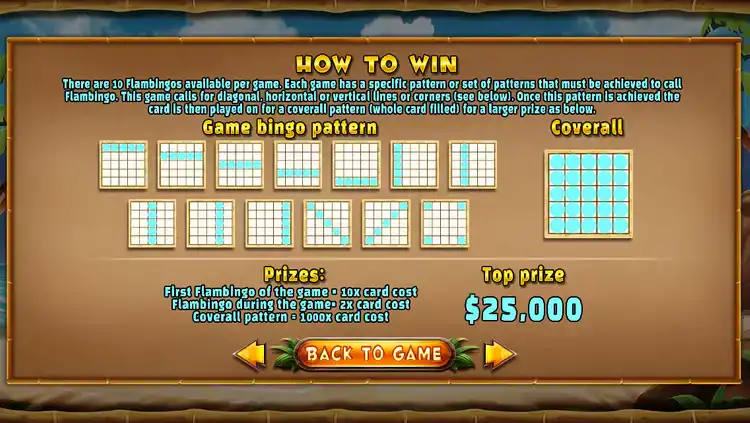 HOW TO WIN
There are 10 Flambingos available per game. Each game has a specific pattern or set of patterns that must be achieved to call
Flambingo. This game calls for diagonal, horizontal or vertical lines or corners (see below). Once this pattern is achieved the
card is then played on for a coverall pattern (whole card filled) for a larger prize as below.
Game bingo pattern
Coverall
Prizes:
First Flambingo of the game = 10x card cost
Flambingo during the game= 2x card cost
Coverall pattern = 1000x card cost
Top prize
$25,000
BACK TO GAME